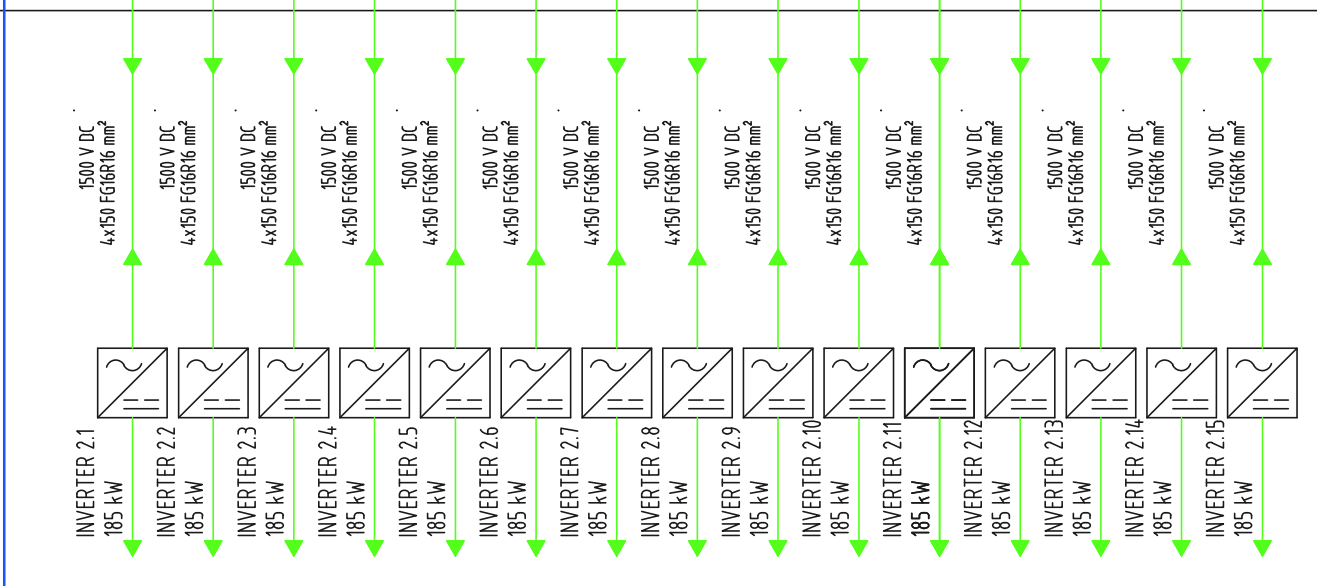 1500 V DC
4x150 FG16R16 mm²
1500 V DC
4x150 FG16R16 mm²
1500 V DC
4x150 FG16R16 mm²
1500 V DC
4x150 FG16R16 mm²
1500 V DC
4x150 FG16R16 mm²
1500 V DC
4x150 FG16R16 mm²
1500 V DC
4x150 FG16R16 mm²
1500 V DC
4x150 FG16R16 mm²
1500 V DC
4x150 FG16R16 mm²
1500 V DC
4x150 FG16R16 mm²
1500 V DC
4x150 FG16R16 mm²
1500 V DC
4x150 FG16R16 mm²
1500 V DC
4x150 FG16R16 mm²
1500 V DC
4x150 FG16R16 mm²
1500 V DC
4x150 FG16R16 mm²
INVERTER 2.1
185 kW
INVERTER 2.2
185 kW
INVERTER 2.3
185 kW
INVERTER 2.4
185 kW
INVERTER 2.5
185 kW
INVERTER 2.6
185 kW
INVERTER 2.7
185 kW
INVERTER 2.8
185 kW
INVERTER 2.9
185 kW
INVERTER 2.10
185 kW
INVERTER 2.11
185 kW
INVERTER 2.12
185 kW
INVERTER 2.13
185 kW
INVERTER 2.14
185 kW
INVERTER 2.15
185 kW